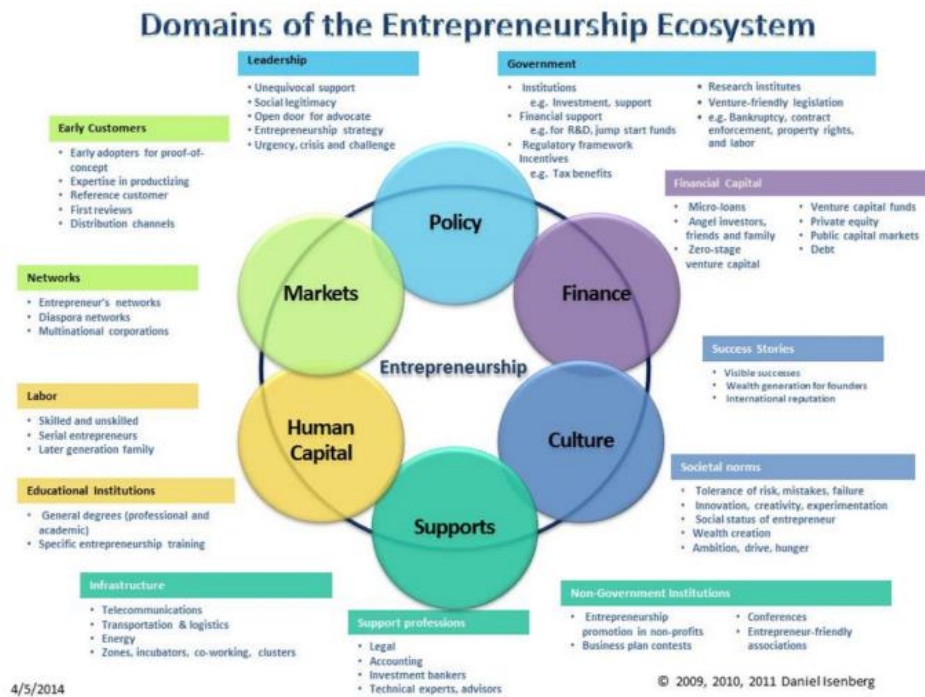 Domains of the Entrepreneurship Ecosystem
Leadership
• Unequivocal support
• Social legitimacy
• Open door for advocate
• Entrepreneurship strategy
• Urgency, crisis and challenge
Government
• Institutions
e.g. Investment, support
• Financial support
e.g. for R&D, jump start funds
• Regulatory framework
Incentives
e.g. Tax benefits
• Research institutes
• Venture-friendly legislation
• e.g. Bankruptcy, contract
enforcement, property rights,
and labor
Early Customers
• Early adopters for proof-of-
concept
• Expertise in productizing
• Reference customer
• First reviews
• Distribution channels
Financial Capital
• Micro-loans
• Angel investors,
friends and family
• Zero-stage
venture capital
• Venture capital funds
• Private equity
• Public capital markets
• Debt
Policy
Markets
Finance
Networks
• Entrepreneur's networks
• Diaspora networks
• Multinational corporations
Entrepreneurship
Success Stories
• Visible successes
• Wealth generation for founders
• International reputation
Labor
• Skilled and unskilled
• Serial entrepreneurs
• Later generation family
Human
Capital
Culture
Societal norms
• Tolerance of risk, mistakes, failure
• Innovation, creativity, experimentation
• Social status of entrepreneur
• Wealth creation
• Ambition, drive, hunger
Educational Institutions
• General degrees (professional and
academic)
• Specific entrepreneurship training
Supports
Infrastructure
• Telecommunications
• Transportation & logistics
• Energy
• Zones, incubators, co-working, clusters
Support professions
• Legal
• Accounting
• Investment bankers
• Technical experts, advisors
Non-Government Institutions
• Entrepreneurship
promotion in non-profits
• Business plan contests
• Conferences
• Entrepreneur-friendly
associations
4/5/2014
© 2009, 2010, 2011 Daniel Isenberg